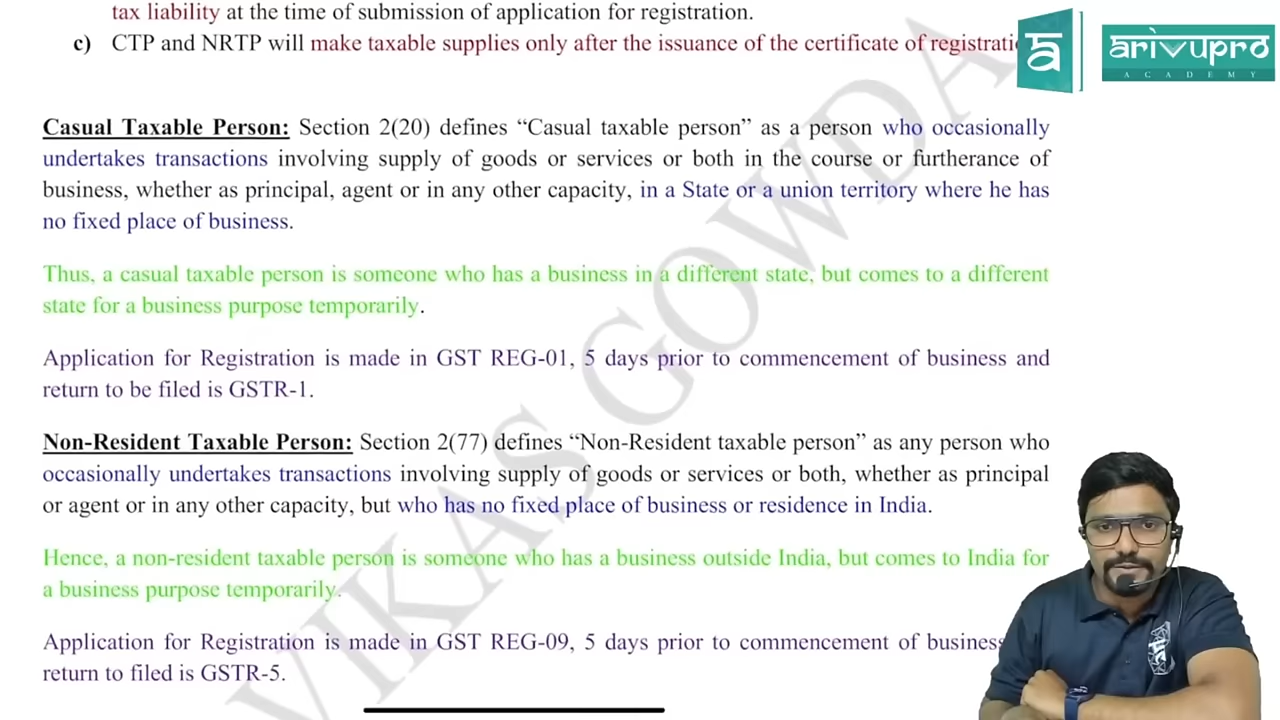 tax liability at the time of submission of application for registration.
c) CTP and NRTP will make taxable supplies only after the issuance of the certificate of
arivupro
ACADEMY
Casual Taxable Person: Section 2(20) defines “Casual taxable person” as a person who occasionally
undertakes transactions involving supply of goods or services or both in the course or furtherance of
business, whether as principal, agent or in any other capacity, in a State or a union territory where he has
no fixed place of business.
Thus, a casual taxable person is someone who has a business in a different state, but comes to a different
state for a business purpose temporarily.
Application for Registration is made in GST REG-01, 5 days prior to commencement of business and
return to be filed is GSTR-1.
Non-Resident Taxable Person: Section 2(77) defines “Non-Resident taxable person” as any person who
occasionally undertakes transactions involving supply of goods or services or both, whether as principal
or agent or in any other capacity, but who has no fixed place of business or residence in India.
Hence, a non-resident taxable person is someone who has a business outside India, but comes to India for
a business purpose temporarily.
Application for Registration is made in GST REG-09, 5 days prior to commencement of business
return to filed is GSTR-5.
VIKAS GOWDA